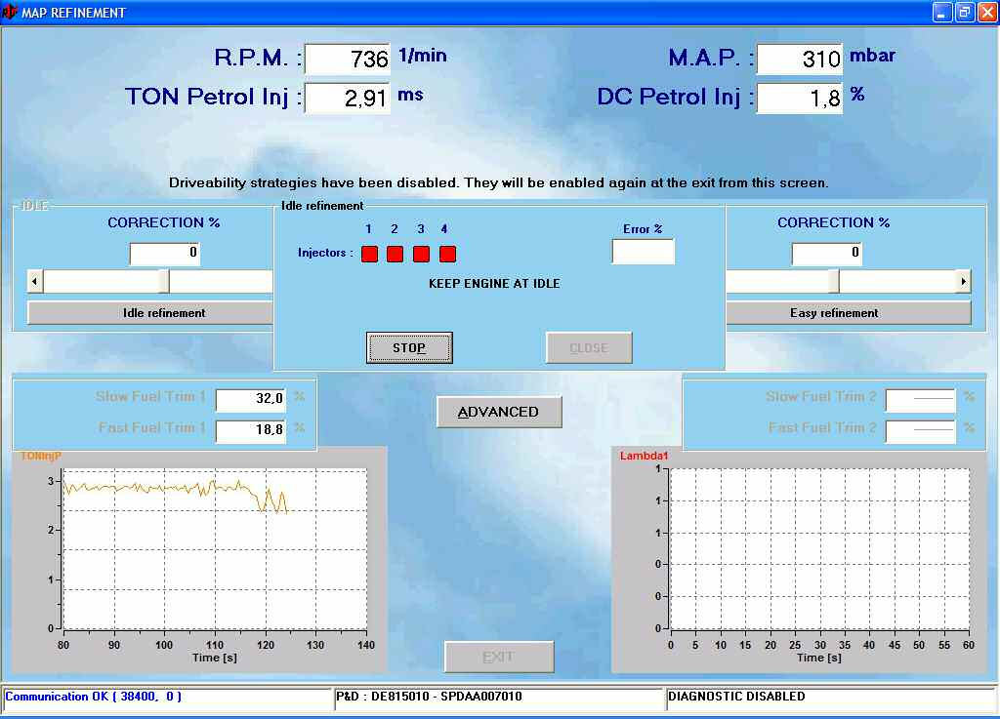 MAP REFINEMENT
R.P.M. : 736 1/min
M.A.P. : 310 mbar
TON Petrol Inj : 2,91 ms
DC Petrol Inj : 1,8 %
Driveability strategies have been disabled. They will be enabled again at the exit from this screen.
IDLE
CORRECTION %
0
Idle refinement
Idle refinement
1 2 3 4
Injectors :
Error %
KEEP ENGINE AT IDLE
STOP
CLOSE
CORRECTION %
0
Easy refinement
Slow Fuel Trim 1 32,0 %
Fast Fuel Trim 1 18,8 %
ADVANCED
Slow Fuel Trim 2 %
Fast Fuel Trim 2 %
TONInjP
3
2
1
0
80 90 100 110 120 130 140
Time [s]
Lambda1
1
1
1
0
0
0
0 5 10 15 20 25 30 35 40 45 50 55 60
Time [s]
EXIT
Communication OK ( 38400, 0 )
P&D : DE815010 - SPDAA007010
DIAGNOSTIC DISABLED